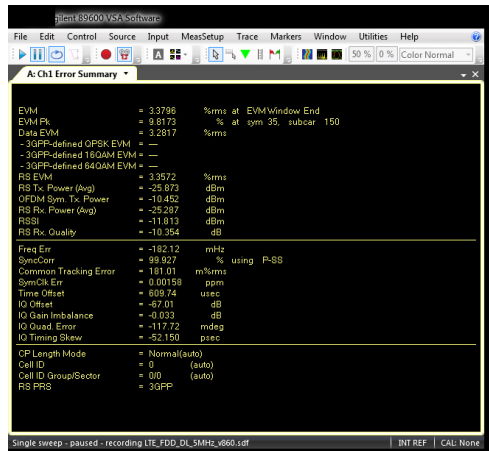 gilent 89600 VSA Software
File Edit Control Source Input MeasSetup Trace Markers Window Utilities Help
A 50 % 0 % Color Normal
A: Ch1 Error Summary
EVM = 3.3796 %rms at EVMWindow End
EVM Pk = 9.8173 % at sym 35, subcar 150
Data EVM = 3.2817 %rms
- 3GPP-defined QPSK EVM = —
- 3GPP-defined 16QAM EVM = —
- 3GPP-defined 64QAM EVM = —
RS EVM = 3.3572 %rms
RS Tx. Power (Avg) = -25.873 dBm
OFDM Sym. Tx. Power = -10.452 dBm
RS Rx. Power (Avg) = -25.287 dBm
RSSI = -11.813 dBm
RS Rx. Quality = -10.354 dB
Freq Err = -182.12 mHz
SyncCorr = 99.927 % using P-SS
Common Tracking Error = 181.01 m%rms
SymClk Err = 0.00158 ppm
Time Offset = 609.74 usec
IQ Offset = -67.01 dB
IQ Gain Imbalance = -0.033 dB
IQ Quad. Error = -117.72 mdeg
IQ Timing Skew = -52.150 psec
CP Length Mode = Normal(auto)
Cell ID = 0 (auto)
Cell ID Group/Sector = 0/0 (auto)
RS PRS = 3GPP
Single sweep - paused - recording LTE_FDD_DL_5MHz_v860.sdf INT REF CAL: None